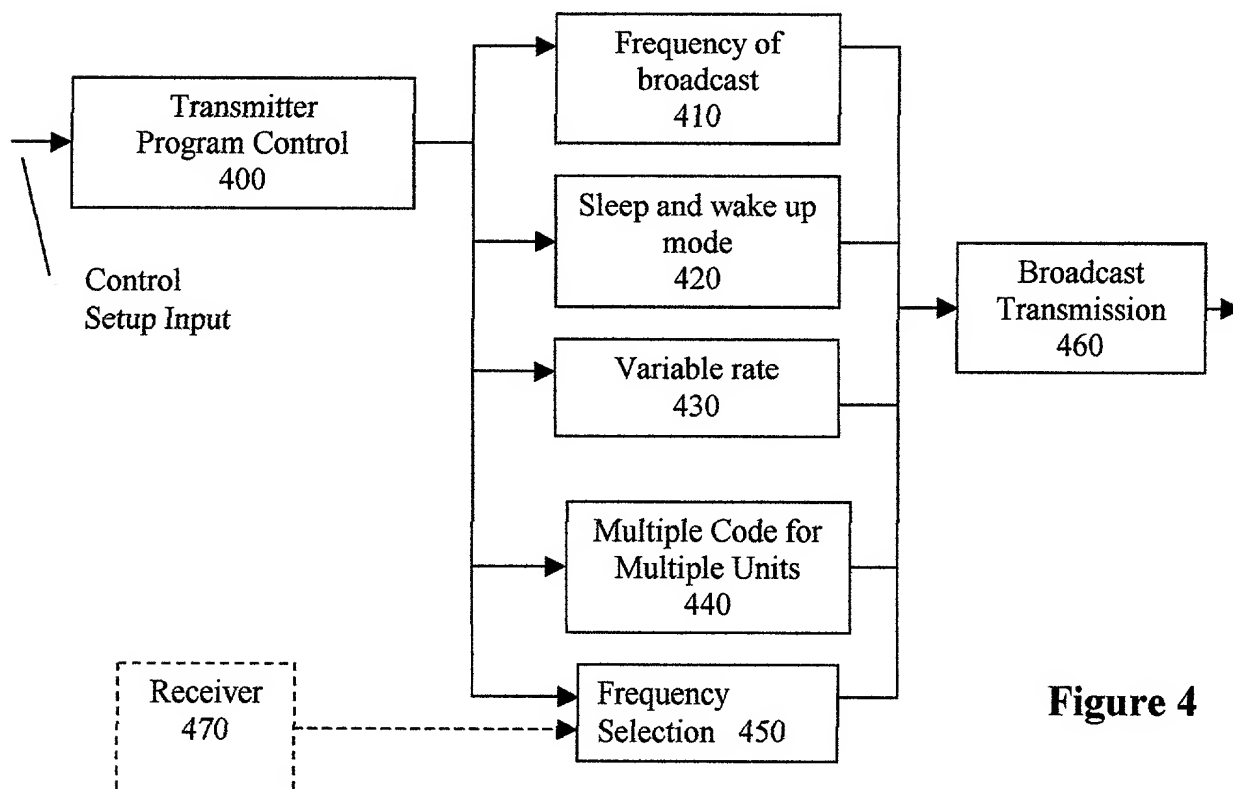 Transmitter
Program Control
400
Control
Setup Input
Frequency of
broadcast
410
Sleep and wake up
mode
420
Variable rate
430
Multiple Code for
Multiple Units
440
Frequency
Selection 450
Broadcast
Transmission
460
Receiver
470
Figure 4